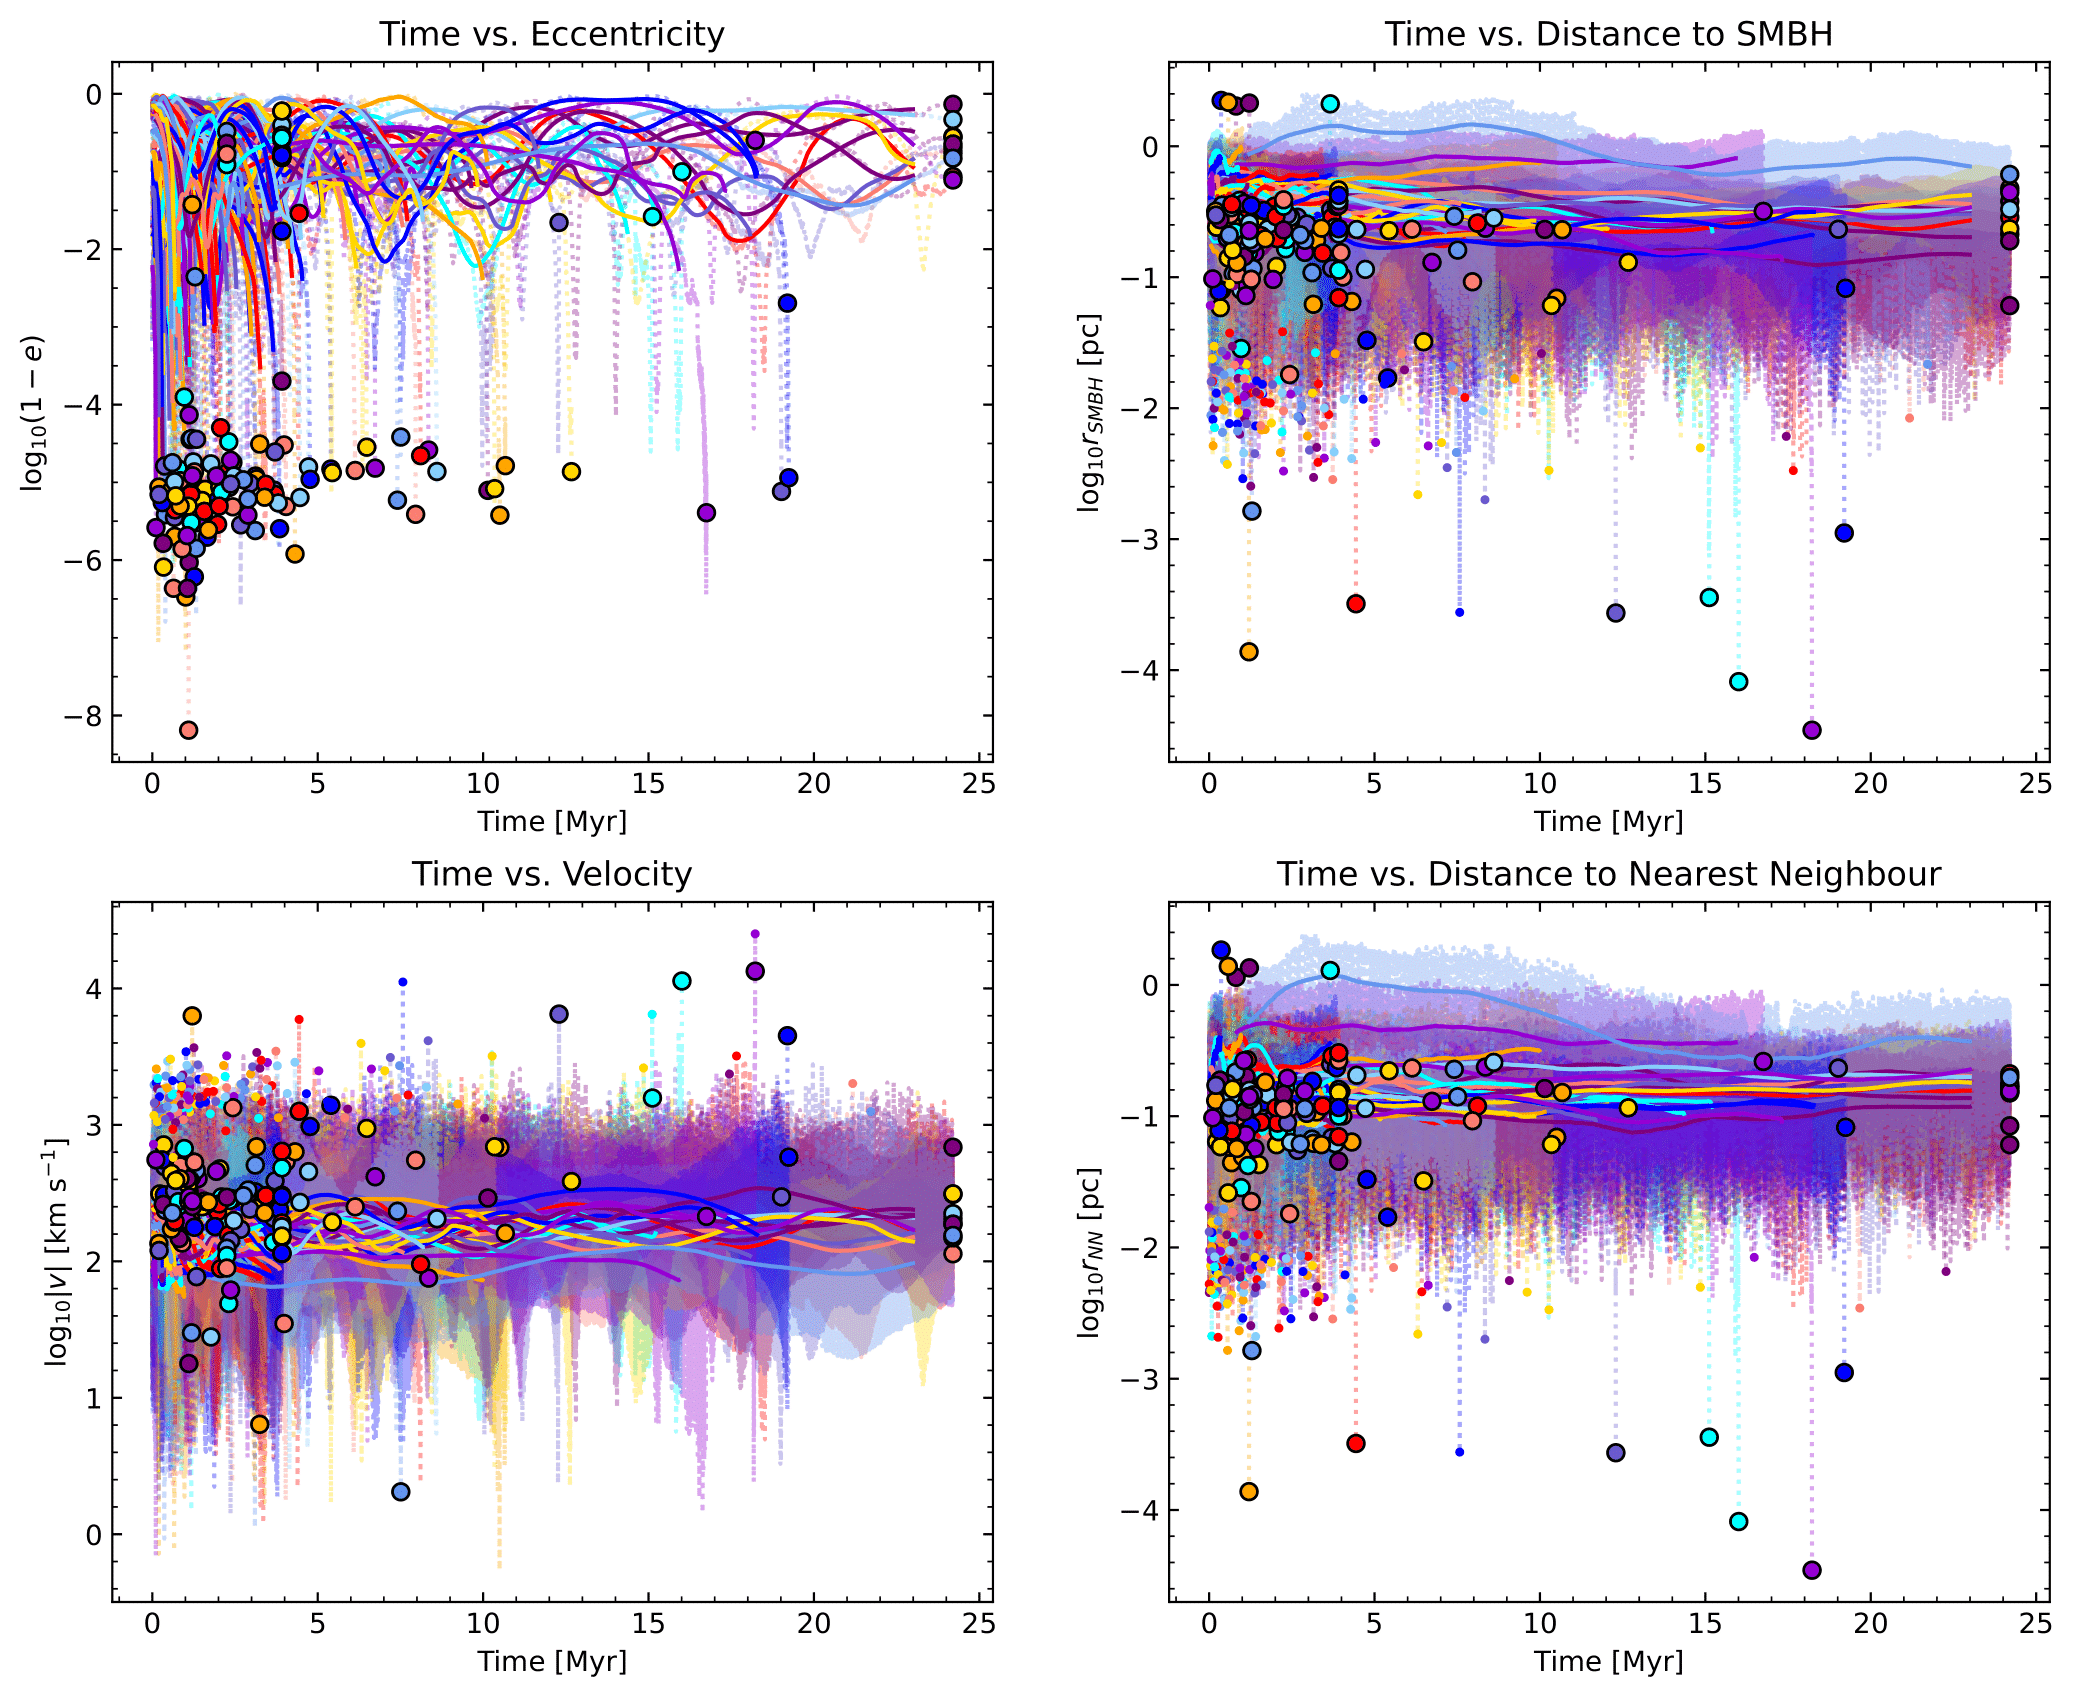 Time vs. Eccentricity
log₁₀(1 − e)
0
−2
−4
−6
−8
0 5 10 15 20 25
Time [Myr]
Time vs. Distance to SMBH
log₁₀r_SMBH [pc]
0
−1
−2
−3
−4
0 5 10 15 20 25
Time [Myr]
Time vs. Velocity
log₁₀|v| [km s⁻¹]
4
3
2
1
0
0 5 10 15 20 25
Time [Myr]
Time vs. Distance to Nearest Neighbour
log₁₀r_NN [pc]
0
−1
−2
−3
−4
0 5 10 15 20 25
Time [Myr]